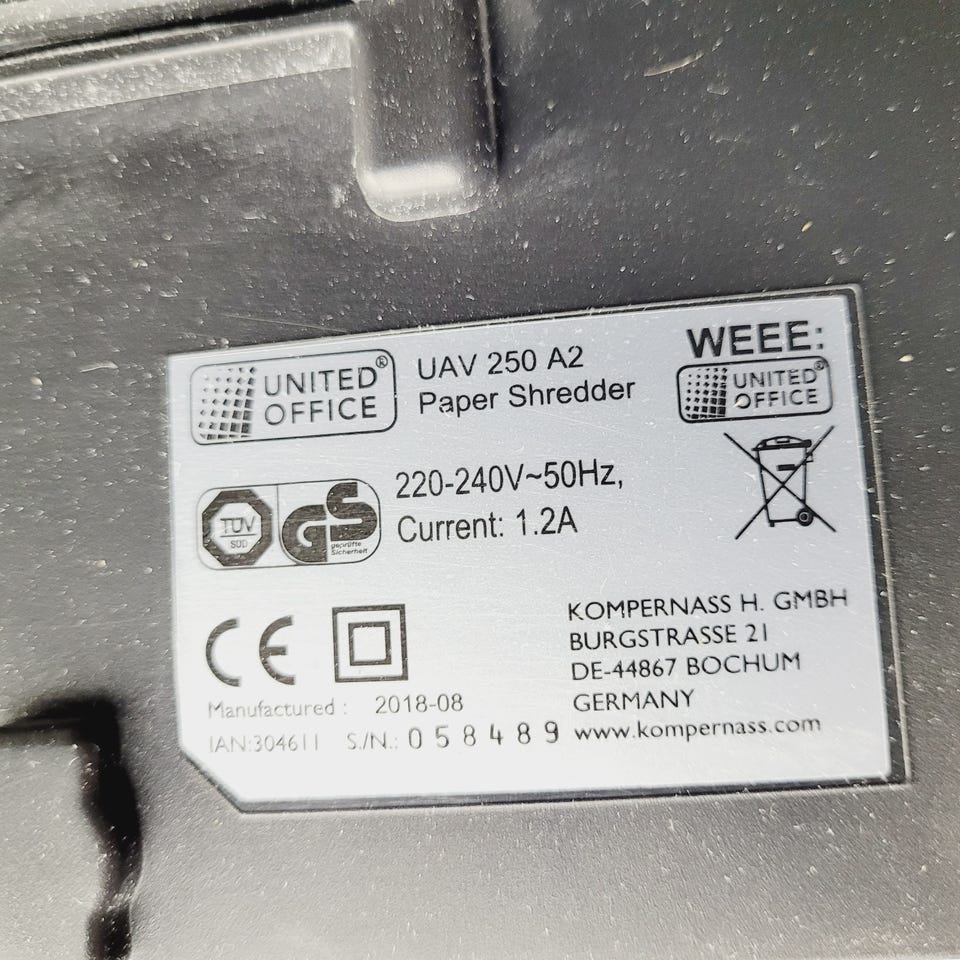 UNITED OFFICE®
UAV 250 A2
Paper Shredder
WEEE:
UNITED OFFICE®
220-240V~50Hz,
Current: 1.2A
TÜV
SÜD
GS
geprüfte
Sicherheit
CE
KOMPERNASS H. GMBH
BURGSTRASSE 21
DE-44867 BOCHUM
GERMANY
www.kompernass.com
Manufactured : 2018-08
IAN:304611 S./N.: 058489